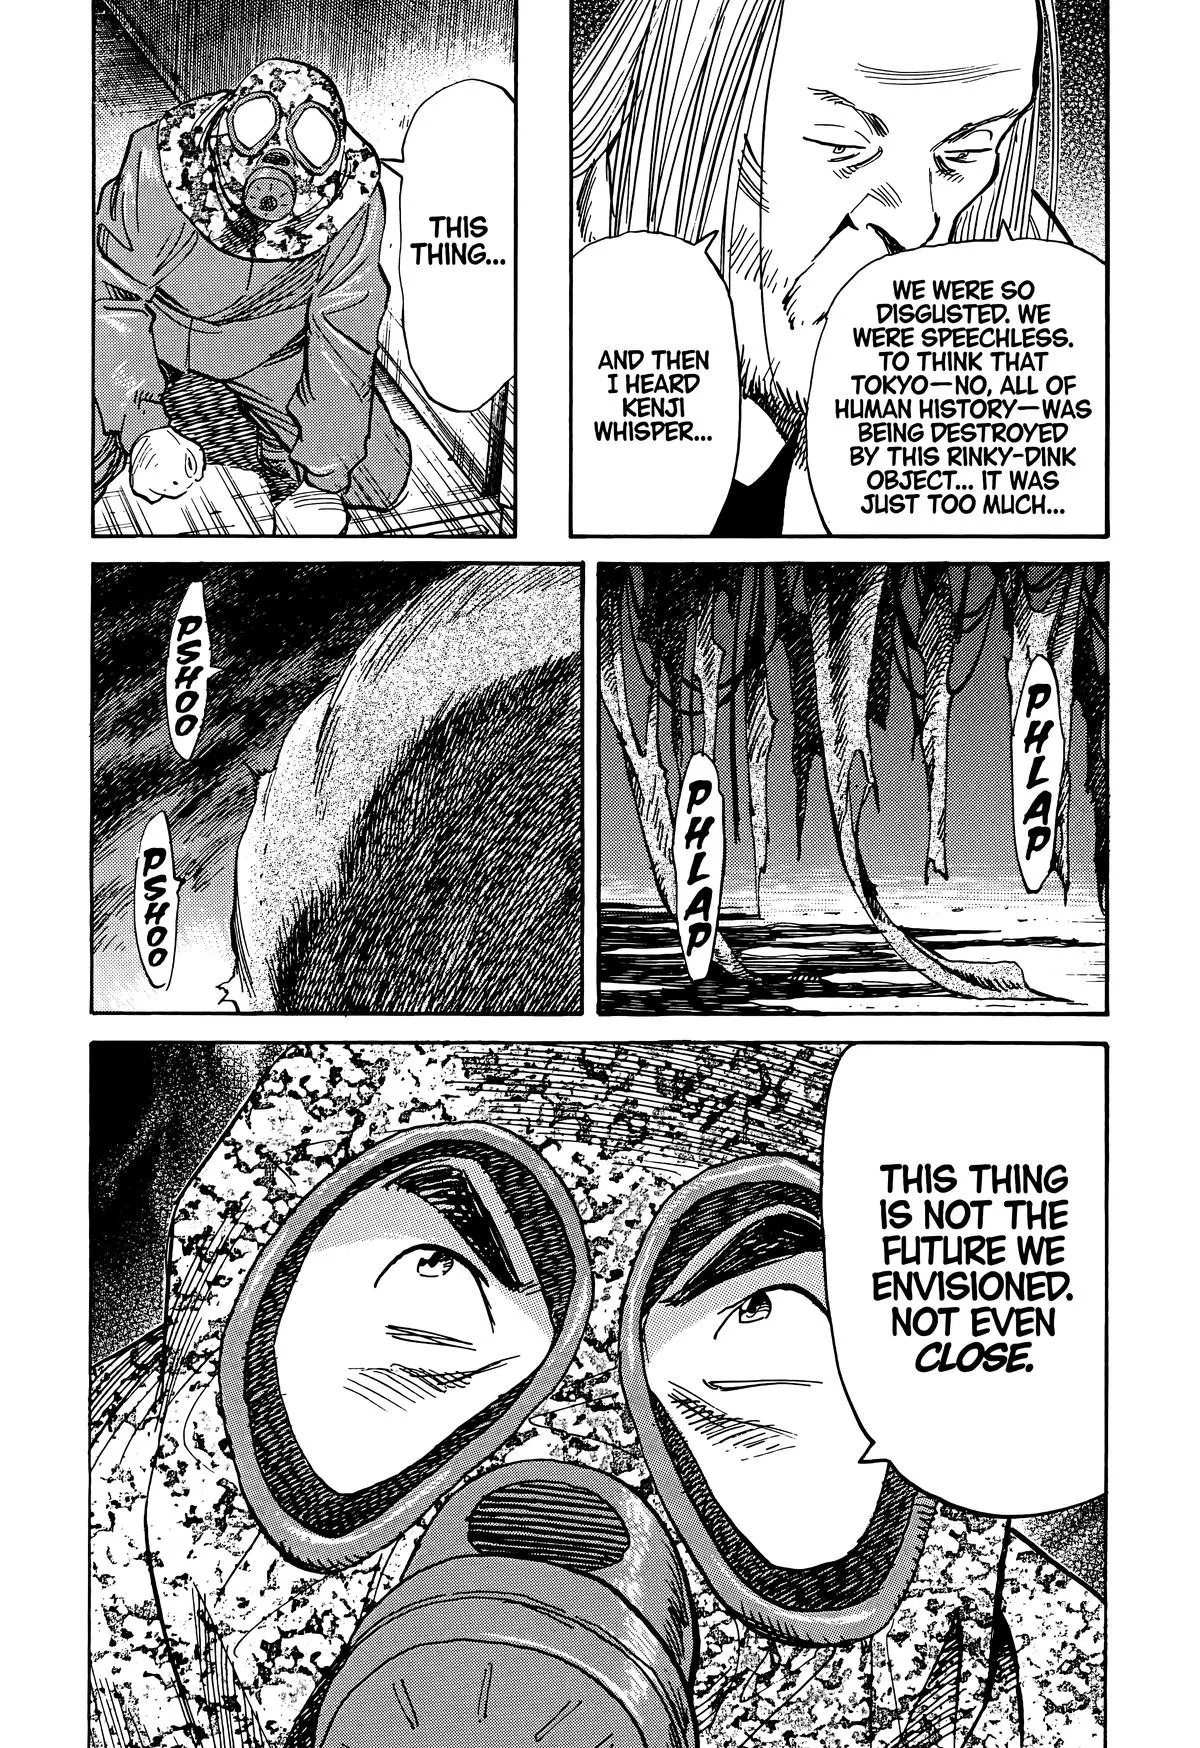 WE WERE SO
DISGUSTED. WE
WERE SPEECHLESS.
TO THINK THAT
TOKYO—NO, ALL OF
HUMAN HISTORY—WAS
BEING DESTROYED
BY THIS RINKY-DINK
OBJECT... IT WAS
JUST TOO MUCH...
AND THEN
I HEARD
KENJI
WHISPER...
THIS
THING...
PHLAP
PHLAP
PSHOO
PSHOO
THIS THING
IS NOT THE
FUTURE WE
ENVISIONED.
NOT EVEN
CLOSE.